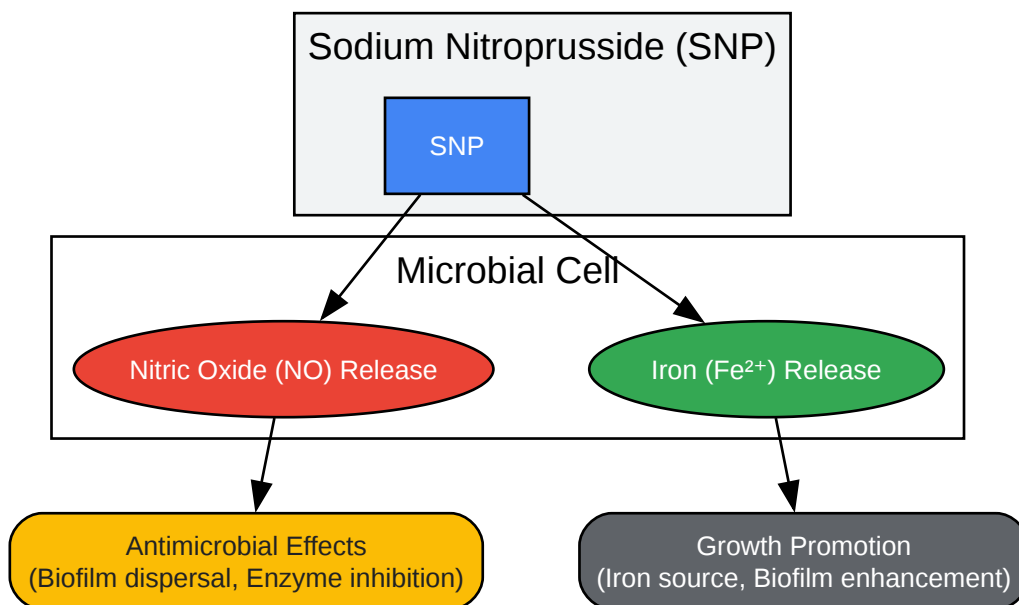 Sodium Nitroprusside (SNP)
SNP
Microbial Cell
Nitric Oxide (NO) Release
Iron (Fe²⁺) Release
Antimicrobial Effects
(Biofilm dispersal, Enzyme inhibition)
Growth Promotion
(Iron source, Biofilm enhancement)